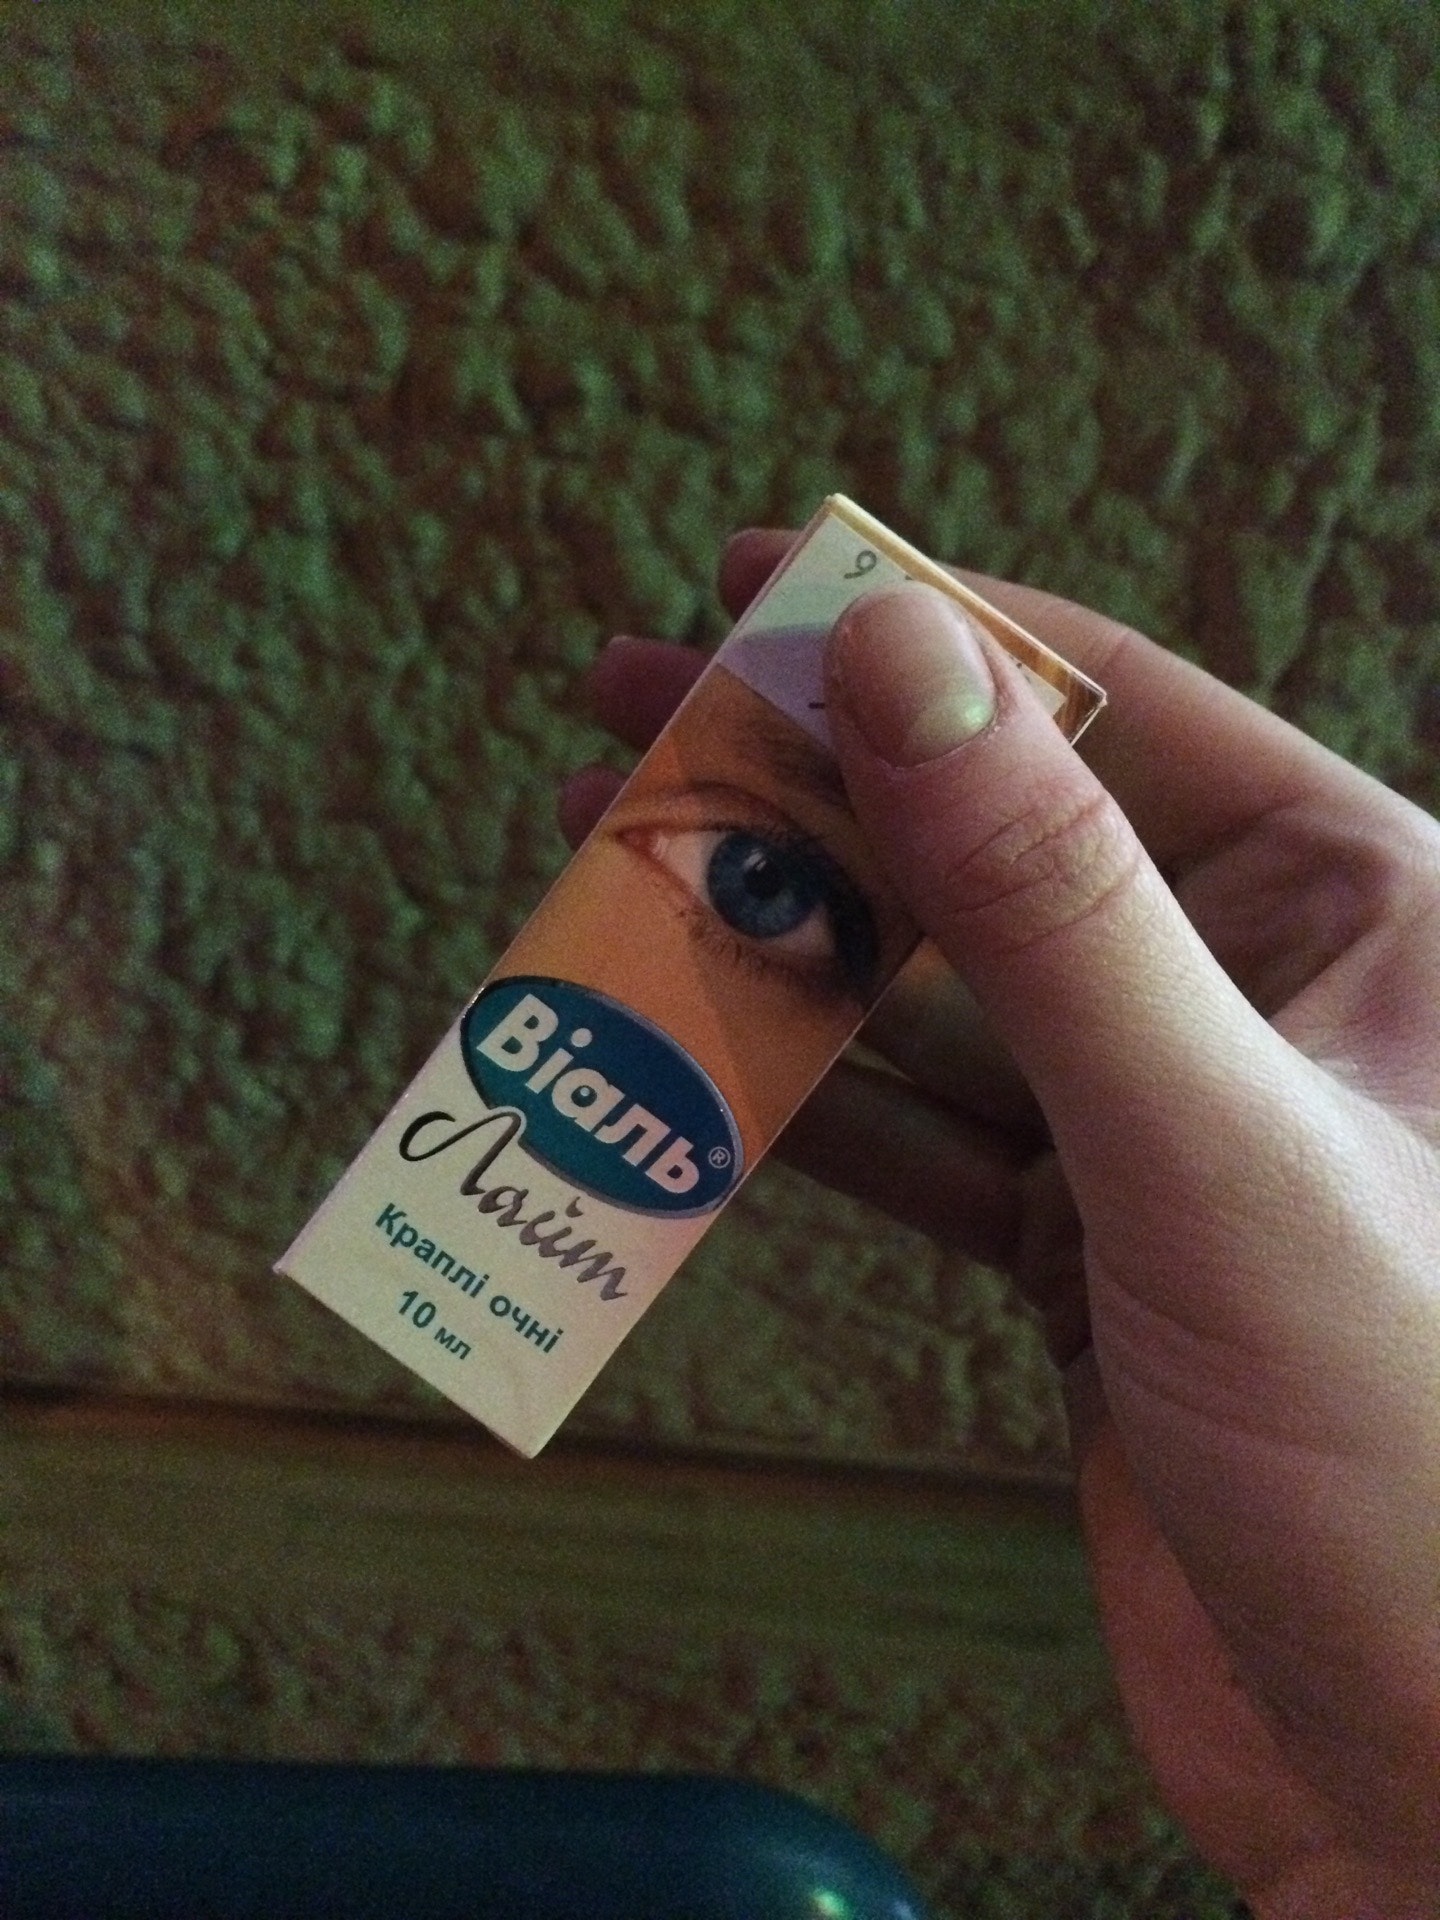 Віаль®
Лайт
Краплі очні
10 мл